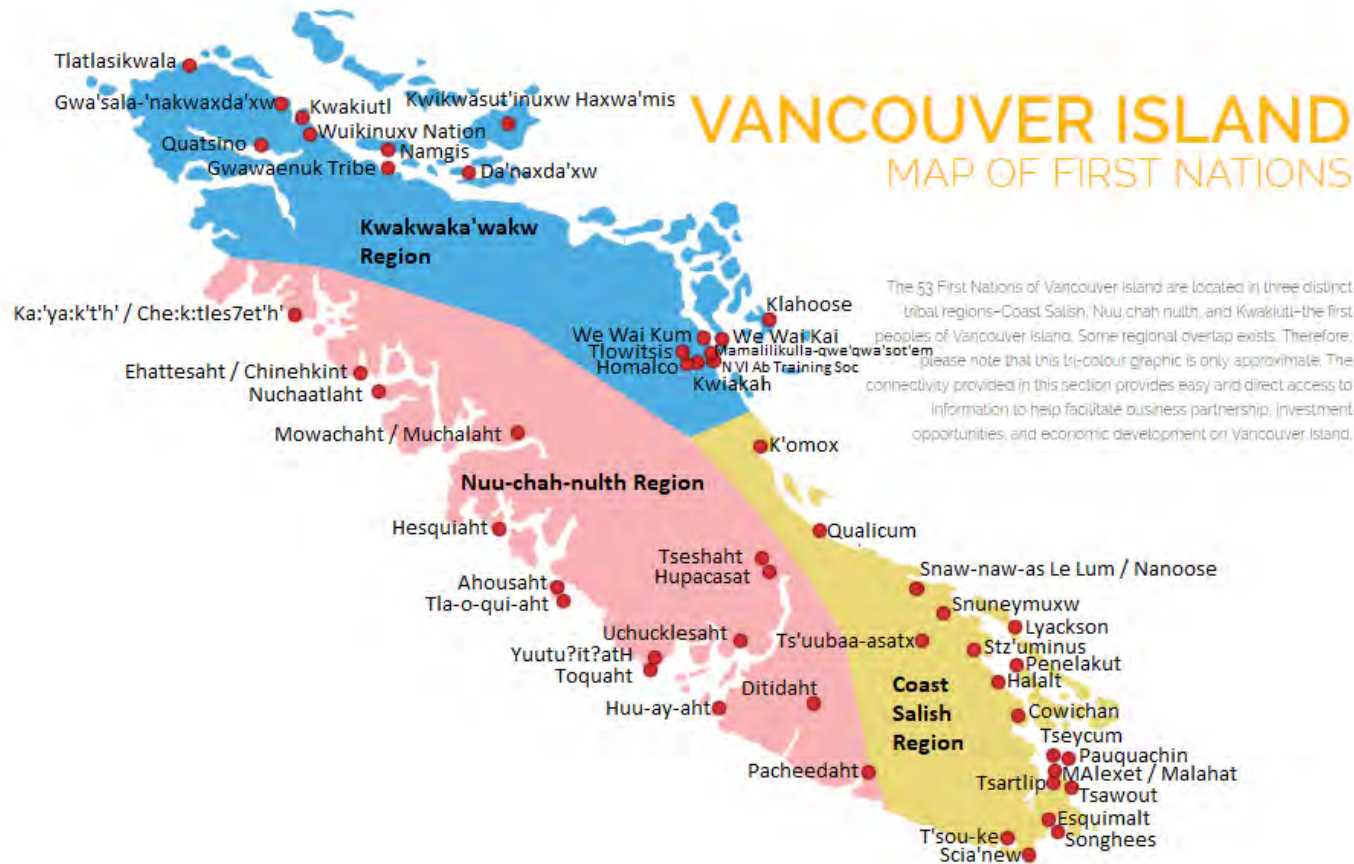 VANCOUVER ISLAND
MAP OF FIRST NATIONS
The 53 First Nations of Vancouver Island are located in three distinct
tribal regions–Coast Salish, Nuu chah nulth, and Kwakiutl–the first
peoples of Vancouver Island. Some regional overlap exists. Therefore,
please note that this tri-colour graphic is only approximate. The
connectivity provided in this section provides easy and direct access to
information to help facilitate business partnership, investment
opportunities, and economic development on Vancouver Island.
Tlatlasikwala
Gwa'sala-'nakwaxda'xw
Kwakiutl
Kwikwasut'inuxw Haxwa'mis
Wuikinuxv Nation
Quatsino
Namgis
Gwawaenuk Tribe
Da'naxda'xw
Kwakwaka'wakw
Region
Ka:'ya:k't'h' / Che:k:tles7et'h'
Klahoose
We Wai Kum
We Wai Kai
Tlowitsis
Mamalilikulla-qwe'qwa'sot'em
Homalco
N VI Ab Training Soc
Kwiakah
Ehattesaht / Chinehkint
Nuchaatlaht
Mowachaht / Muchalaht
K'omox
Nuu-chah-nulth Region
Hesquiaht
Qualicum
Tseshaht
Hupacasat
Snaw-naw-as Le Lum / Nanoose
Ahousaht
Tla-o-qui-aht
Snuneymuxw
Lyackson
Uchucklesaht
Ts'uubaa-asatx
Stz'uminus
Yuutu?it?atH
Penelakut
Toquaht
Halalt
Ditidaht
Coast
Salish
Region
Huu-ay-aht
Cowichan
Tseycum
Pauquachin
Pacheedaht
MAlexet / Malahat
Tsartlip
Tsawout
Esquimalt
T'sou-ke
Songhees
Scia'new